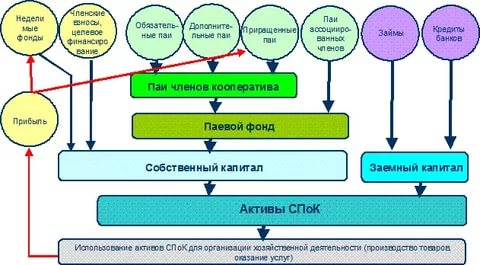 Недели
мые
фонды
Членские
взносы,
целевое
финансиро
вание
Обязатель-
ные паи
Дополни-
тельные паи
Приращенные
паи
Паи
ассоцииро-
ванных
членов
Займы
Кредиты
банков
Паи членов кооператива
Прибыль
Паевой фонд
Собственный капитал
Заемный капитал
Активы СПоК
Использование активов СПоК для организации хозяйственной деятельности (производство товаров,
оказание услуг)